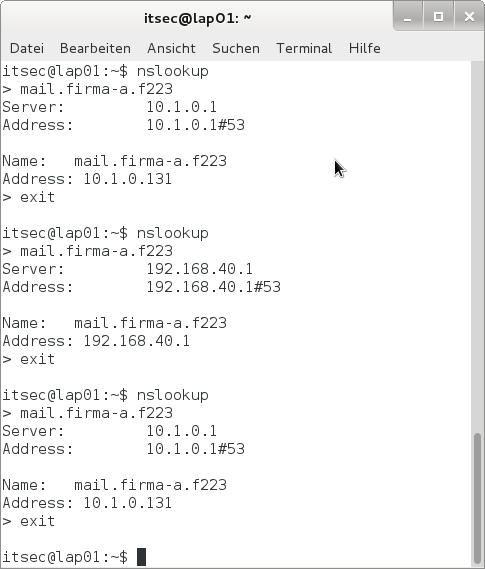 itsec@lap01: ~
Datei Bearbeiten Ansicht Suchen Terminal Hilfe
itsec@lap01:~$ nslookup
> mail.firma-a.f223
Server:         10.1.0.1
Address:        10.1.0.1#53

Name:   mail.firma-a.f223
Address: 10.1.0.131
> exit

itsec@lap01:~$ nslookup
> mail.firma-a.f223
Server:         192.168.40.1
Address:        192.168.40.1#53

Name:   mail.firma-a.f223
Address: 192.168.40.1
> exit

itsec@lap01:~$ nslookup
> mail.firma-a.f223
Server:         10.1.0.1
Address:        10.1.0.1#53

Name:   mail.firma-a.f223
Address: 10.1.0.131
> exit

itsec@lap01:~$